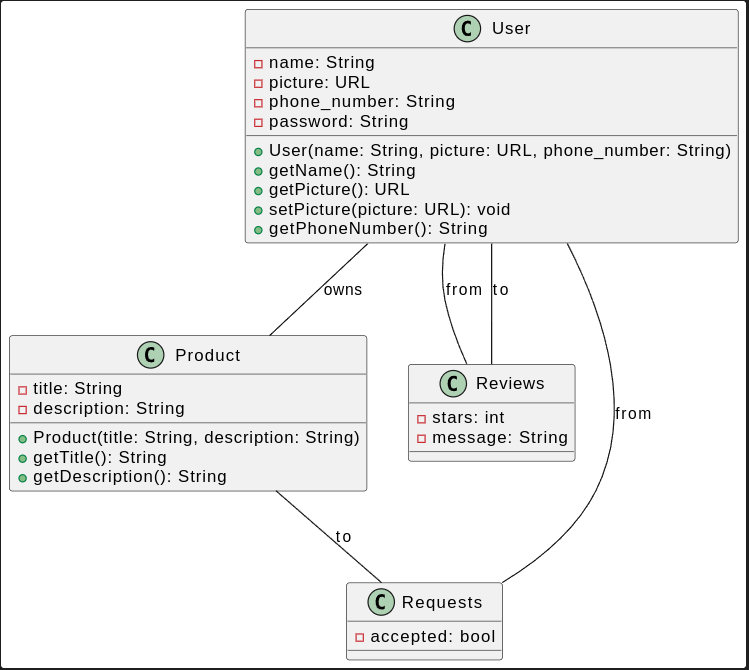 C User
name: String
picture: URL
phone_number: String
password: String
User(name: String, picture: URL, phone_number: String)
getName(): String
getPicture(): URL
setPicture(picture: URL): void
getPhoneNumber(): String
owns
from
to
C Product
title: String
description: String
Product(title: String, description: String)
getTitle(): String
getDescription(): String
C Reviews
stars: int
message: String
from
to
C Requests
accepted: bool